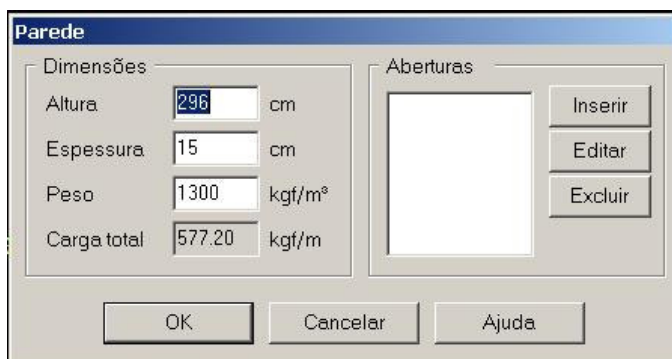 Parede
Dimensões
Altura 296 cm
Espessura 15 cm
Peso 1300 kgf/m³
Carga total 577.20 kgf/m
Aberturas
Inserir
Editar
Excluir
OK Cancelar Ajuda